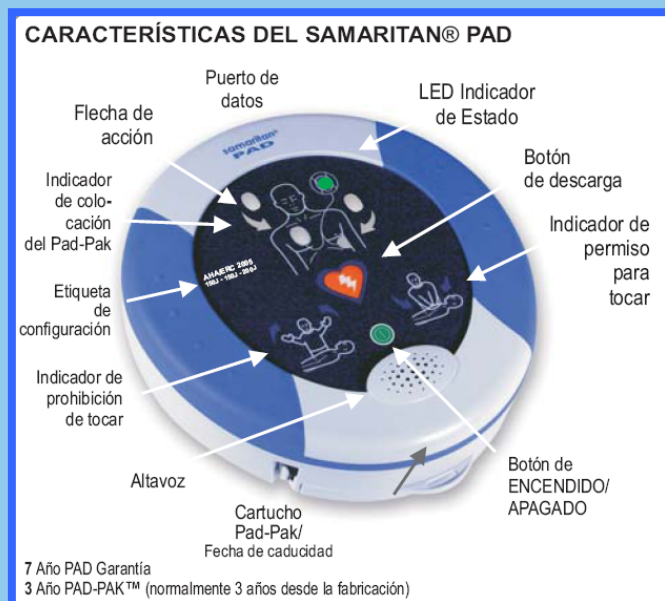 CARACTERÍSTICAS DEL SAMARITAN® PAD
Puerto de
datos
LED Indicador
de Estado
Flecha de
acción
samaritan®
PAD
Botón
de descarga
Indicador
de colo-
cación
del Pad-Pak
Indicador de
permiso
para
tocar
AHA/ERC 2005
150J - 150J - 200J
Etiqueta
de
configuración
Indicador de
prohibición
de tocar
Altavoz
Botón de
ENCENDIDO/
APAGADO
Cartucho
Pad-Pak/
Fecha de caducidad
7 Año PAD Garantía
3 Año PAD-PAK™ (normalmente 3 años desde la fabricación)